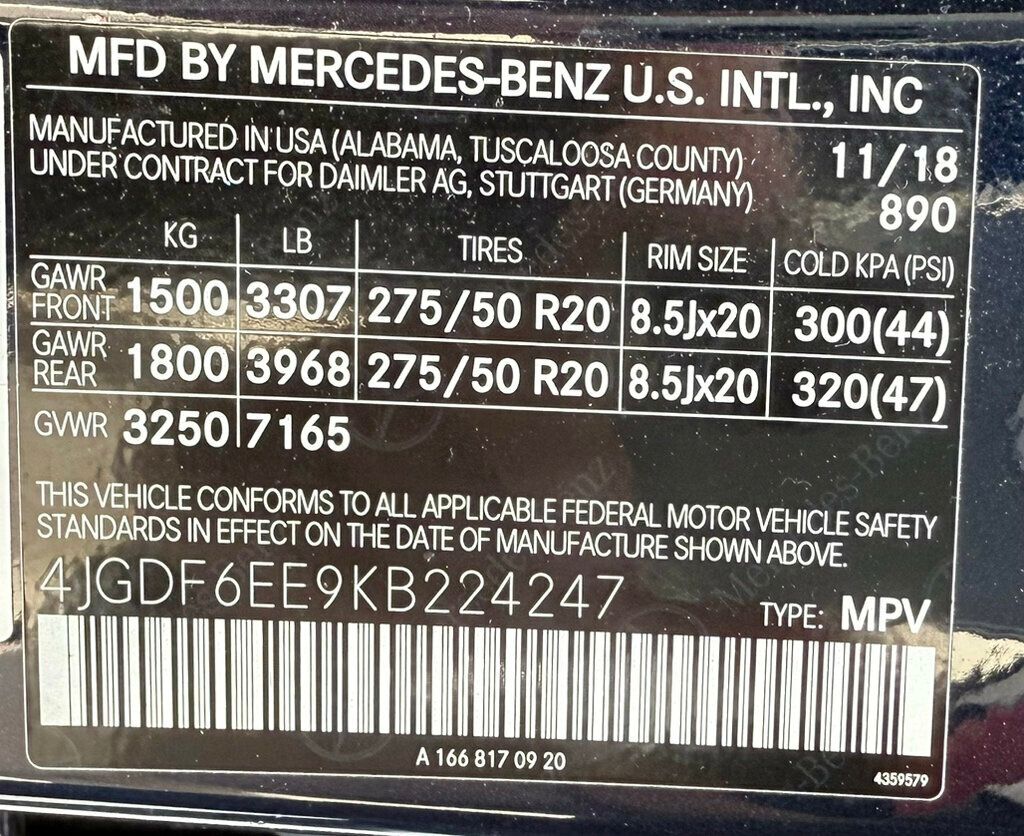 MFD BY MERCEDES-BENZ U.S. INTL., INC
MANUFACTURED IN USA (ALABAMA, TUSCALOOSA COUNTY) 11/18
UNDER CONTRACT FOR DAIMLER AG, STUTTGART (GERMANY) 890
KG LB TIRES RIM SIZE COLD KPA (PSI)
GAWR FRONT 1500 3307 275/50 R20 8.5Jx20 300(44)
GAWR REAR 1800 3968 275/50 R20 8.5Jx20 320(47)
GVWR 3250 7165
THIS VEHICLE CONFORMS TO ALL APPLICABLE FEDERAL MOTOR VEHICLE SAFETY
STANDARDS IN EFFECT ON THE DATE OF MANUFACTURE SHOWN ABOVE.
4JGDF6EE9KB224247 TYPE: MPV
A 166 817 09 20
4359579